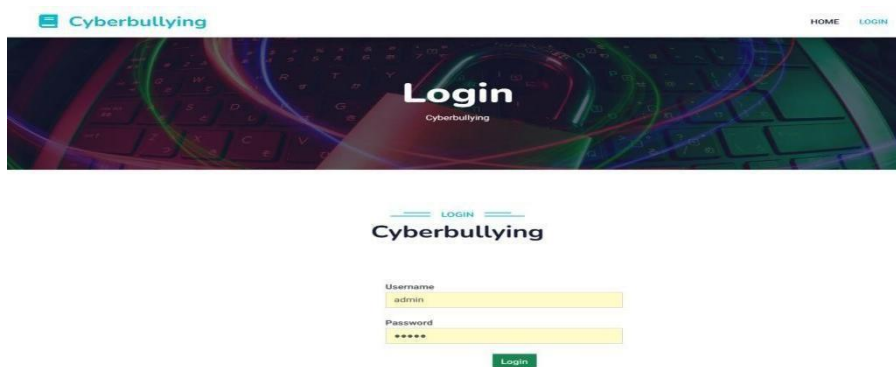 Cyberbullying
HOME LOGIN
Login
Cyberbullying
LOGIN
Cyberbullying
Username
admin
Password
•••••
Login